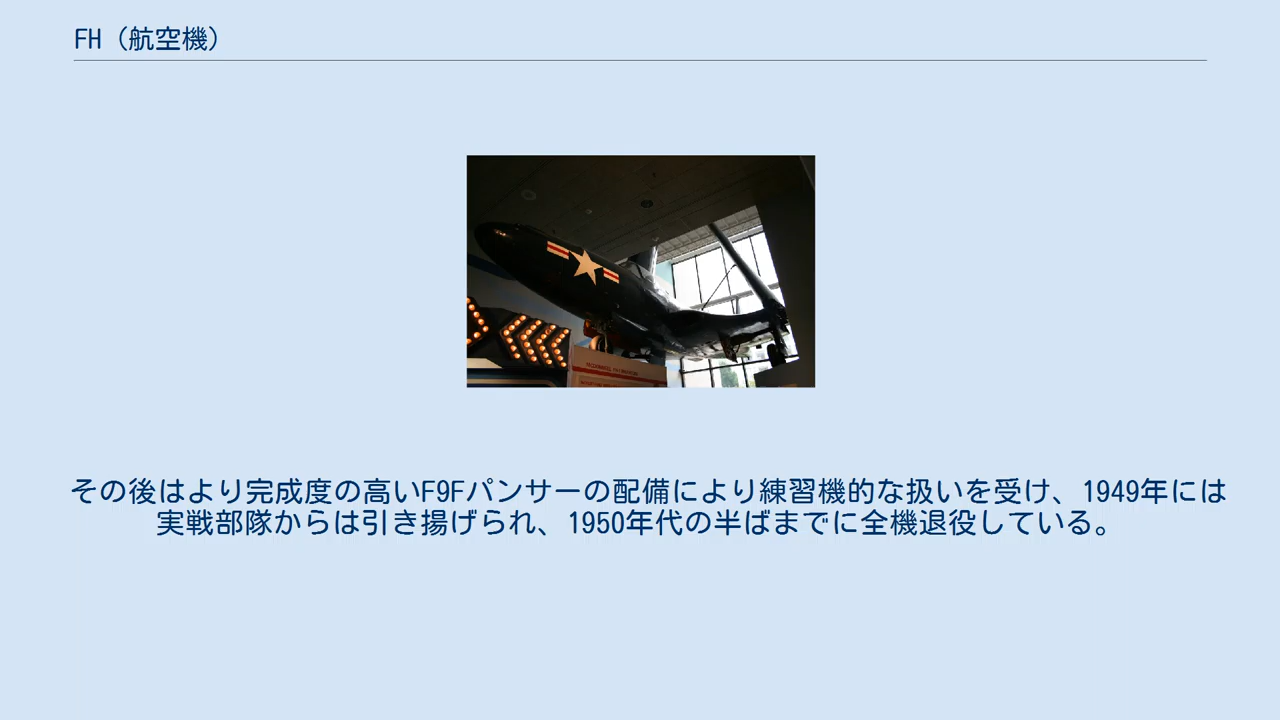 FH（航空機）
その後はより完成度の高いF9Fパンサーの配備により練習機的な扱いを受け、1949年には
実戦部隊からは引き揚げられ、1950年代の半ばまでに全機退役している。